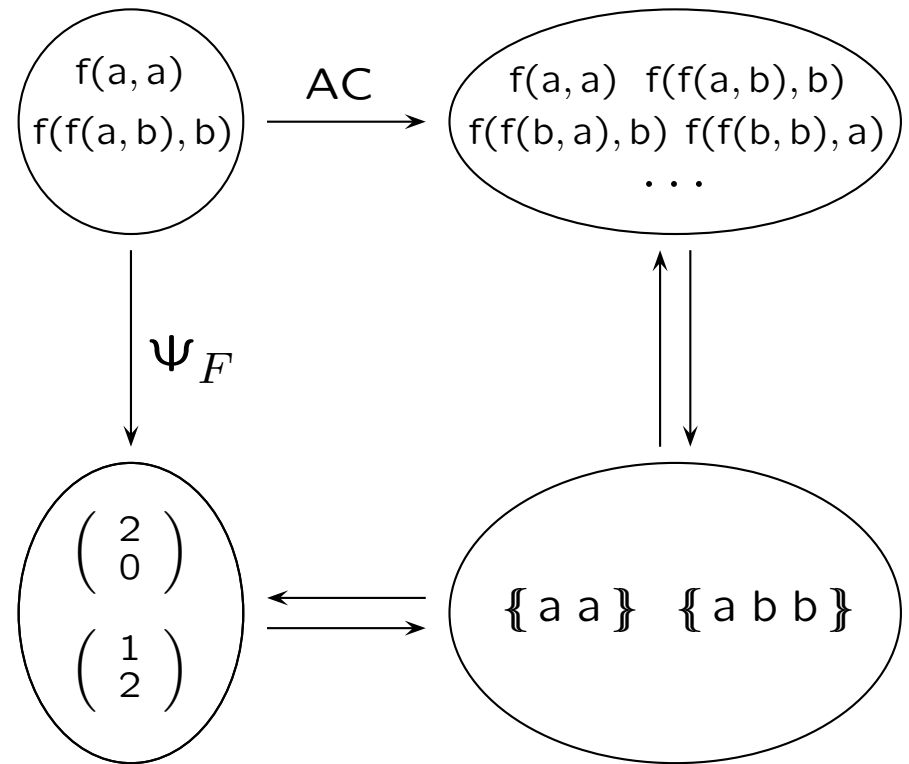 f(a, a)
f(f(a, b), b)
AC
f(a, a) f(f(a, b), b)
f(f(b, a), b) f(f(b, b), a)
...
Ψ_F
( 2
0 )
( 1
2 )
⦃ a a ⦄ ⦃ a b b ⦄